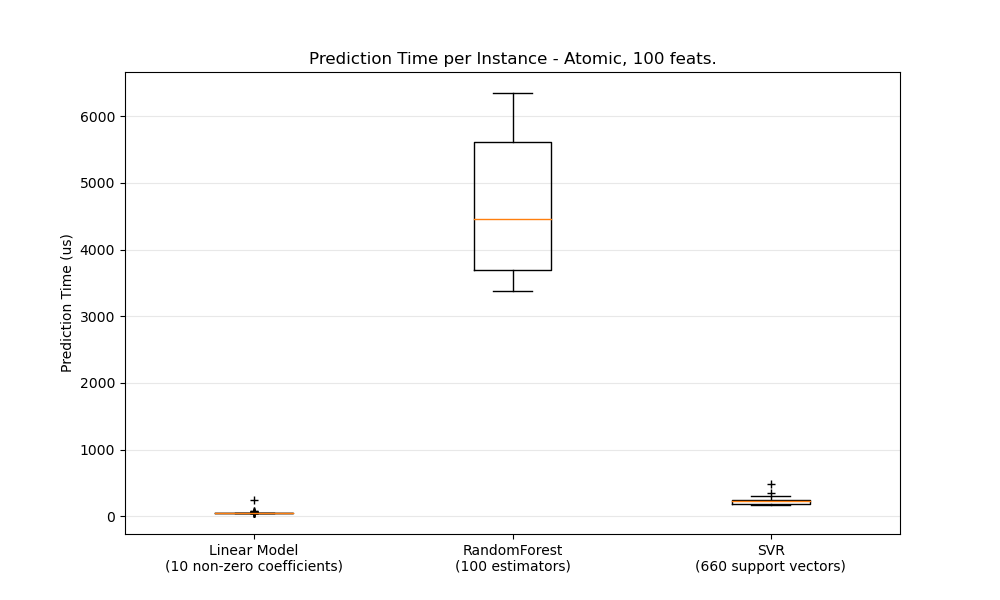 Prediction Time per Instance - Atomic, 100 feats.
Prediction Time (us)
6000
5000
4000
3000
2000
1000
0
Linear Model
(10 non-zero coefficients)
RandomForest
(100 estimators)
SVR
(660 support vectors)